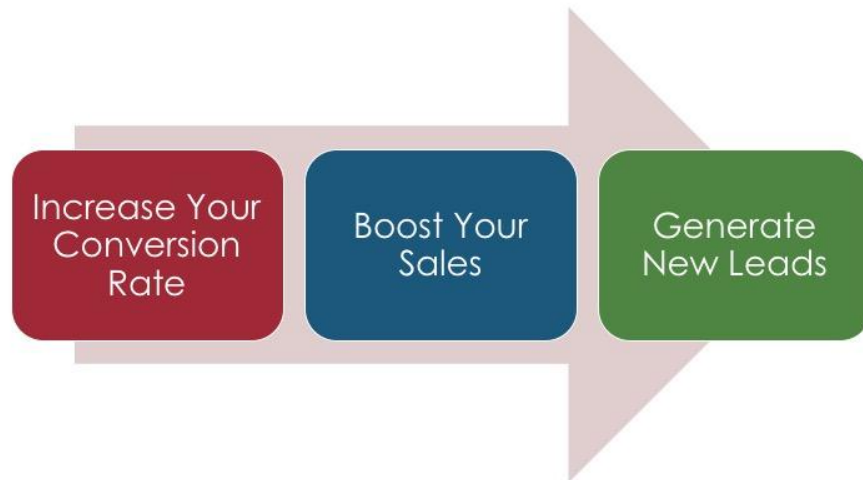 Increase Your
Conversion
Rate
Boost Your
Sales
Generate
New Leads